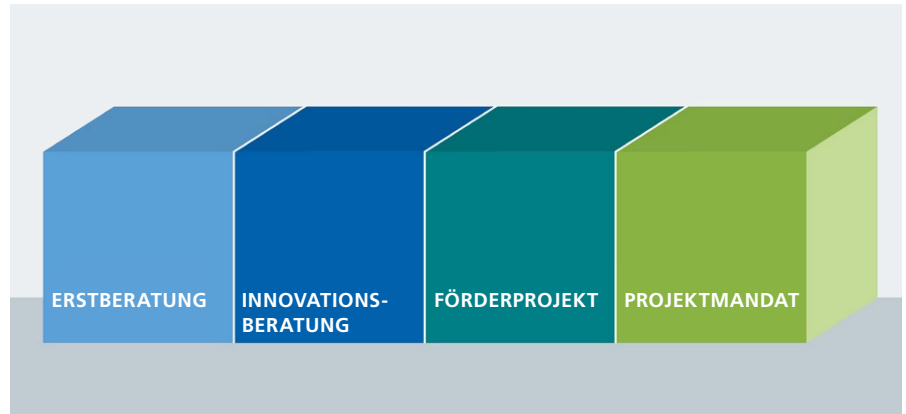 ERSTBERATUNG
INNOVATIONS-
BERATUNG
FÖRDERPROJEKT
PROJEKTMANDAT